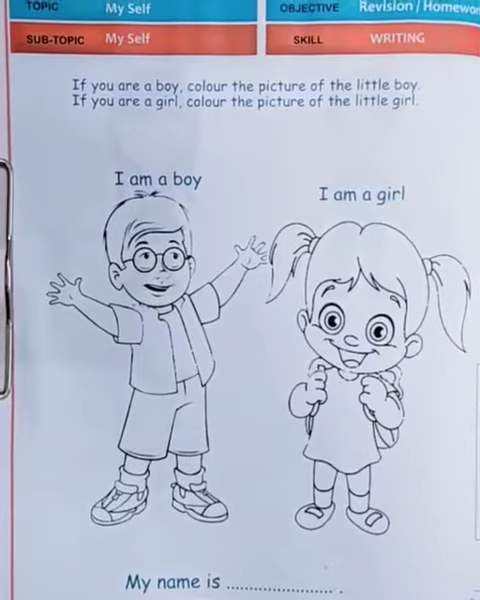 TOPIC My Self OBJECTIVE Revision / Homewor
SUB-TOPIC My Self SKILL WRITING
If you are a boy, colour the picture of the little boy.
If you are a girl, colour the picture of the little girl.
I am a boy
I am a girl
My name is .................... .